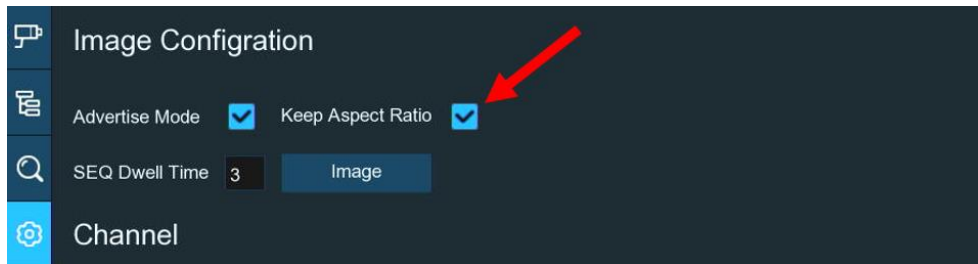 Image Configration
Advertise Mode Keep Aspect Ratio
SEQ Dwell Time 3 Image
Channel